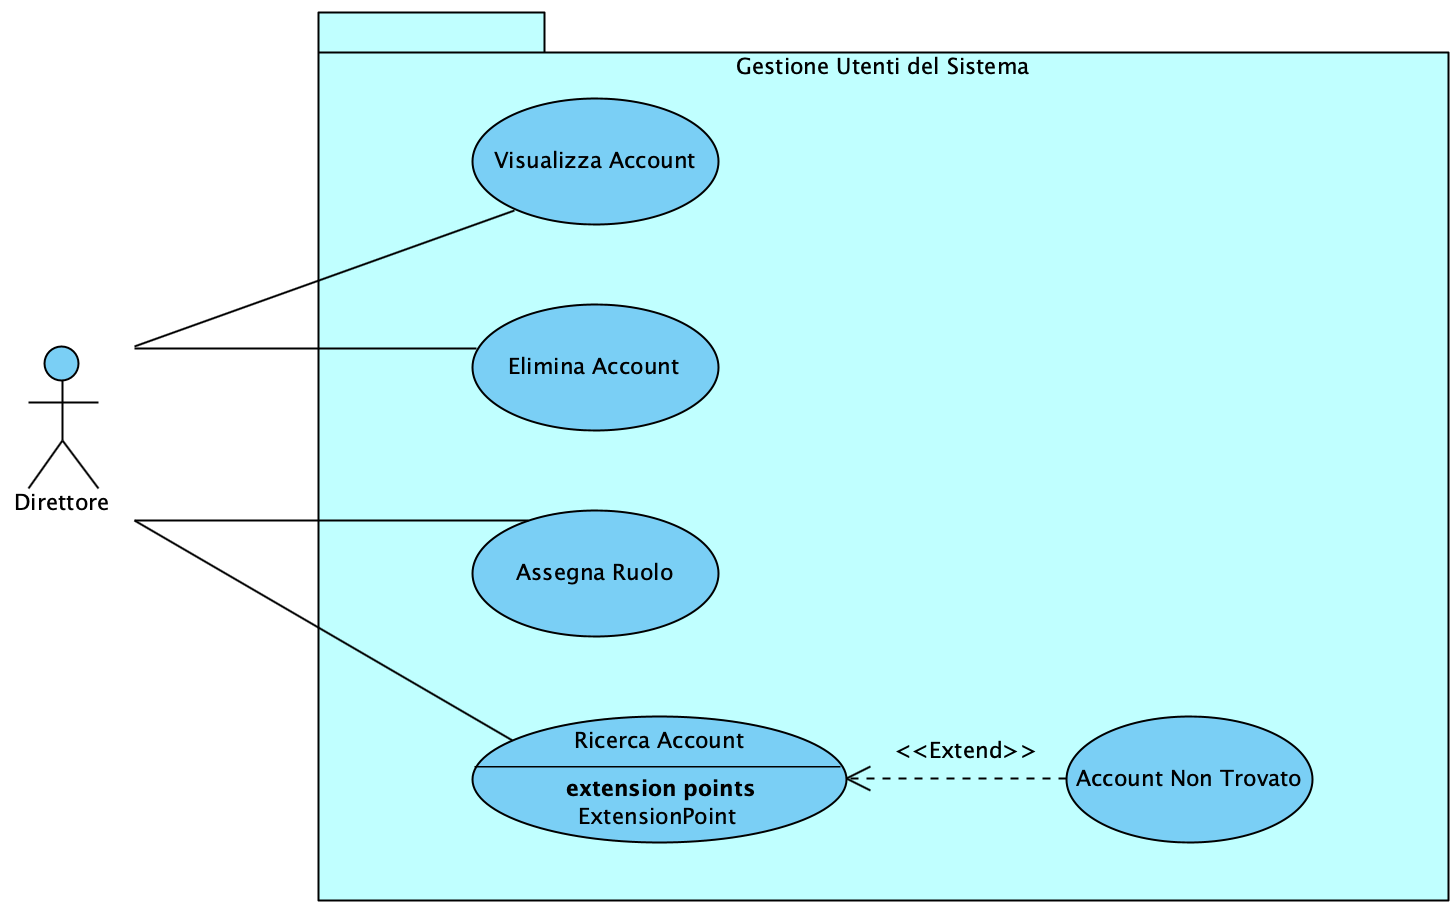 Gestione Utenti del Sistema
Visualizza Account
Elimina Account
Direttore
Assegna Ruolo
Ricerca Account
extension points
ExtensionPoint
<<Extend>>
Account Non Trovato